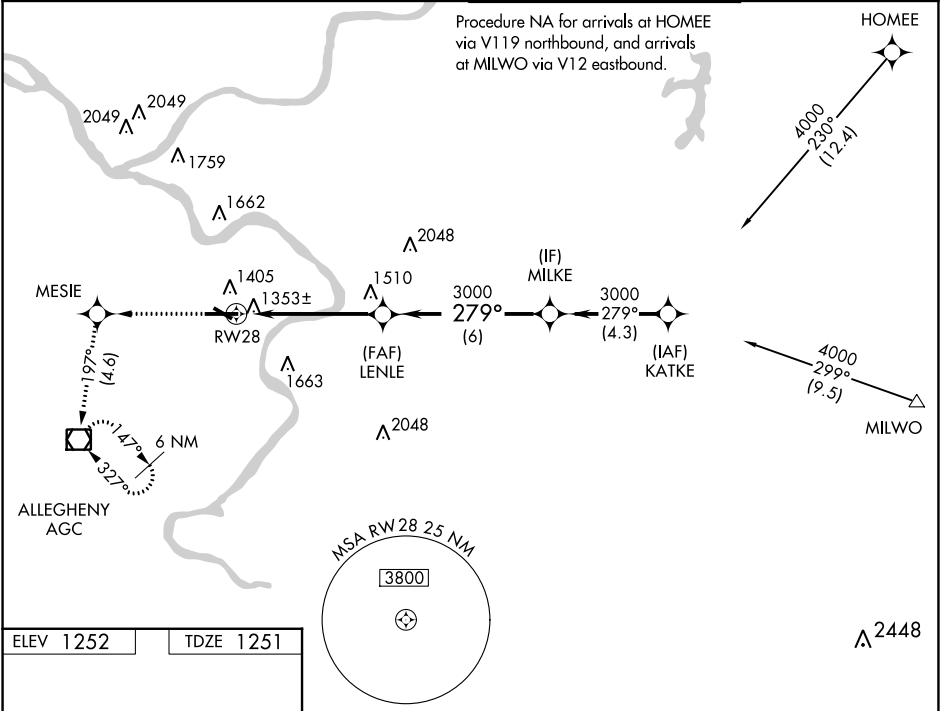 Procedure NA for arrivals at HOMEE
via V119 northbound, and arrivals
at MILWO via V12 eastbound.
HOMEE
4000
230°
(12.4)
2049
2049
1759
1662
2048
(IF)
MILKE
MESIE
1405
1353±
1510
3000
279°
(6)
3000
279°
(4.3)
RW28
(FAF)
LENLE
(IAF)
KATKE
197°
(4.6)
1663
4000
299°
(9.5)
MILWO
2048
147°
6 NM
327°
ALLEGHENY
AGC
MSA RW 28 25 NM
3800
ELEV 1252
TDZE 1251
2448